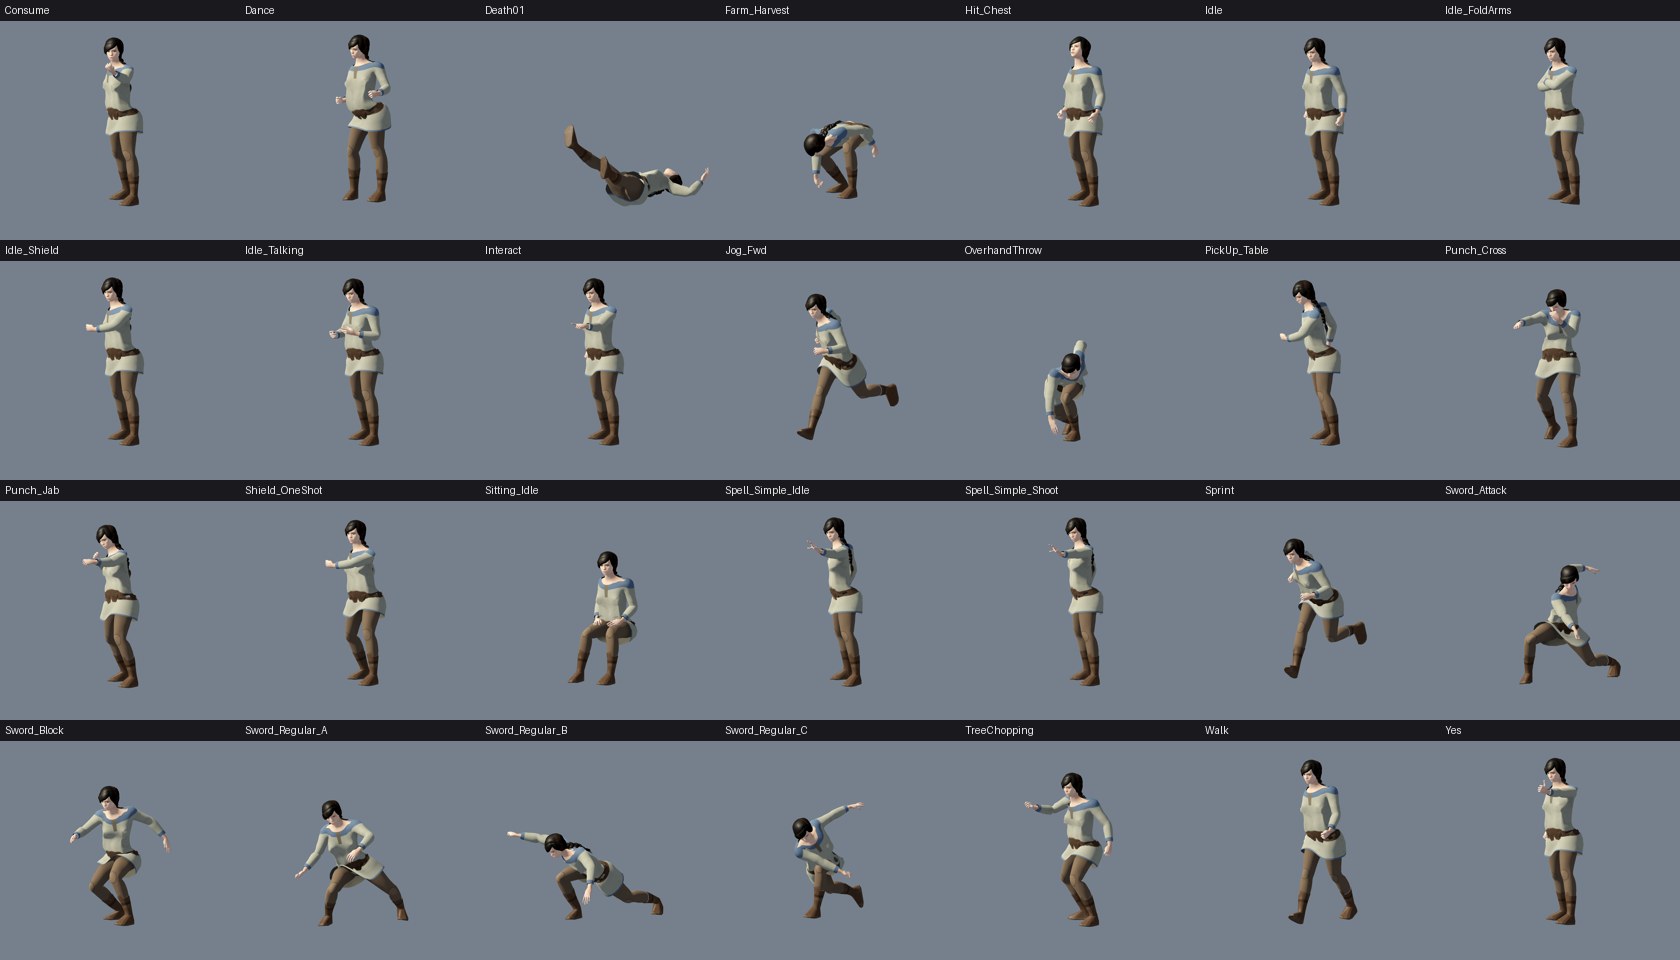 Consume
Dance
Death01
Farm_Harvest
Hit_Chest
Idle
Idle_FoldArms
Idle_Shield
Idle_Talking
Interact
Jog_Fwd
OverhandThrow
PickUp_Table
Punch_Cross
Punch_Jab
Shield_OneShot
Sitting_Idle
Spell_Simple_Idle
Spell_Simple_Shoot
Sprint
Sword_Attack
Sword_Block
Sword_Regular_A
Sword_Regular_B
Sword_Regular_C
TreeChopping
Walk
Yes